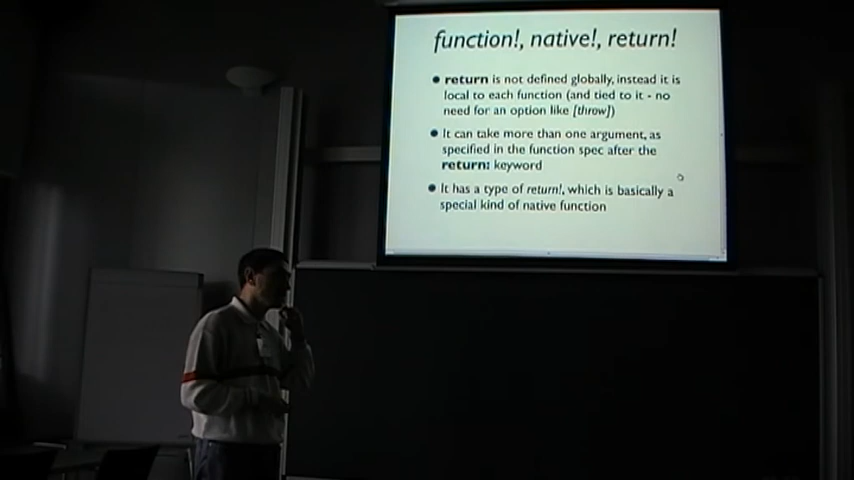 function!, native!, return!
• return is not defined globally, instead it is
local to each function (and tied to it - no
need for an option like [throw])
• It can take more than one argument, as
specified in the function spec after the
return: keyword
• It has a type of return!, which is basically a
special kind of native function